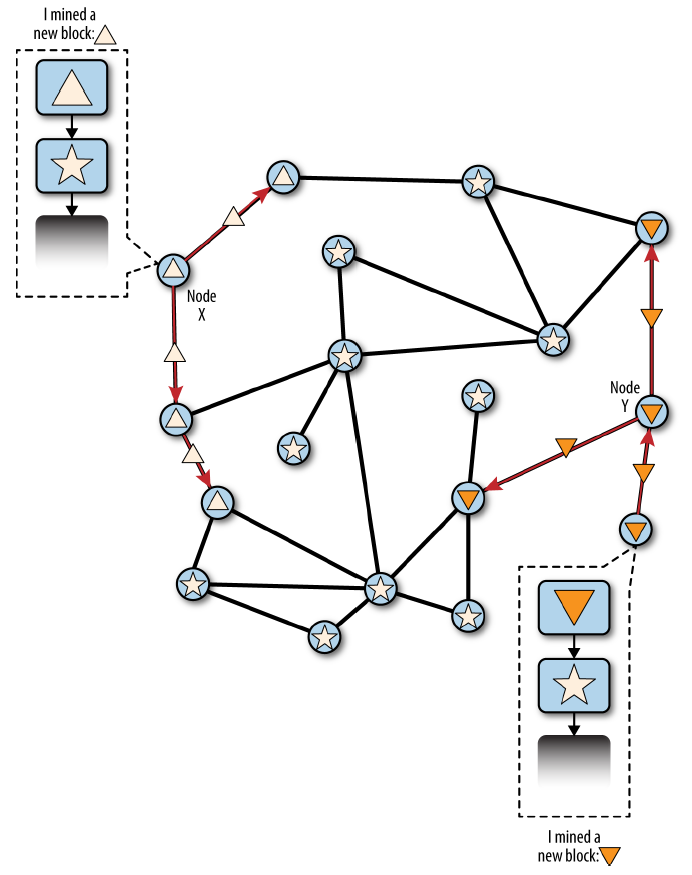 I mined a
new block:
Node
X
Node
Y
I mined a
new block: